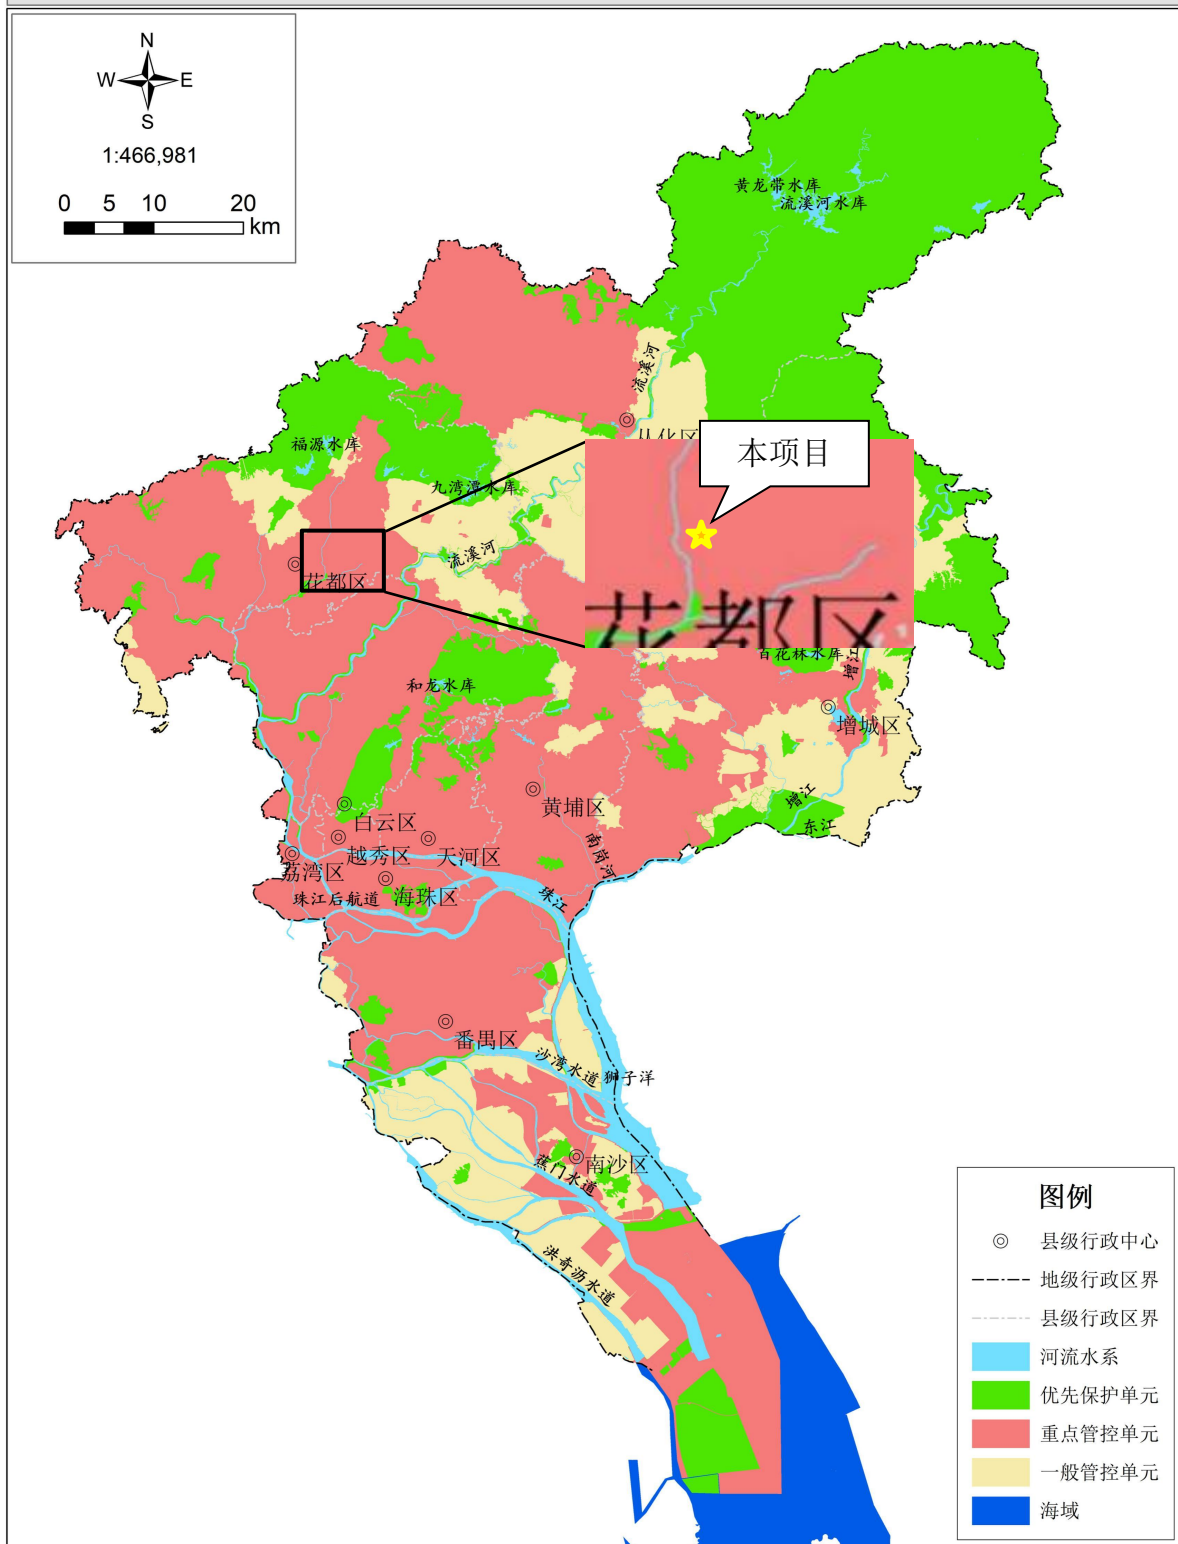 N
W E
S
1:466,981
0 5 10 20
km
黄龙带水库
流溪河水库
流溪河
从化区
本项目
福源水库
九湾潭水库
流溪河
花都区
花都区
百花林水库
增江
和龙水库
增城区
增江
东江
黄埔区
白云区
越秀区
天河区
南岗河
荔湾区
海珠区
珠江后航道
珠江
番禺区
沙湾水道
狮子洋
南沙区
蕉门水道
洪奇沥水道
图例
县级行政中心
地级行政区界
县级行政区界
河流水系
优先保护单元
重点管控单元
一般管控单元
海域